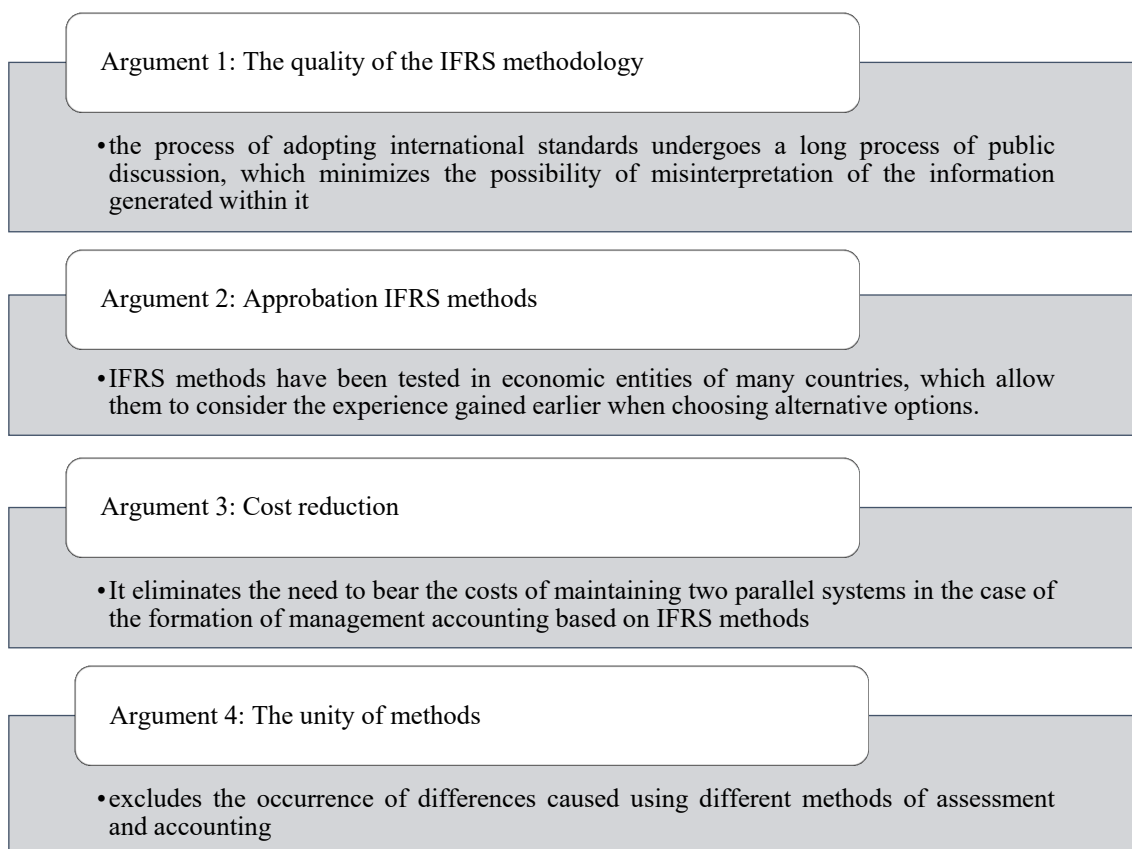 Argument 1: The quality of the IFRS methodology
•the process of adopting international standards undergoes a long process of public
discussion, which minimizes the possibility of misinterpretation of the information
generated within it
Argument 2: Approbation IFRS methods
•IFRS methods have been tested in economic entities of many countries, which allow
them to consider the experience gained earlier when choosing alternative options.
Argument 3: Cost reduction
•It eliminates the need to bear the costs of maintaining two parallel systems in the case of
the formation of management accounting based on IFRS methods
Argument 4: The unity of methods
•excludes the occurrence of differences caused using different methods of assessment
and accounting